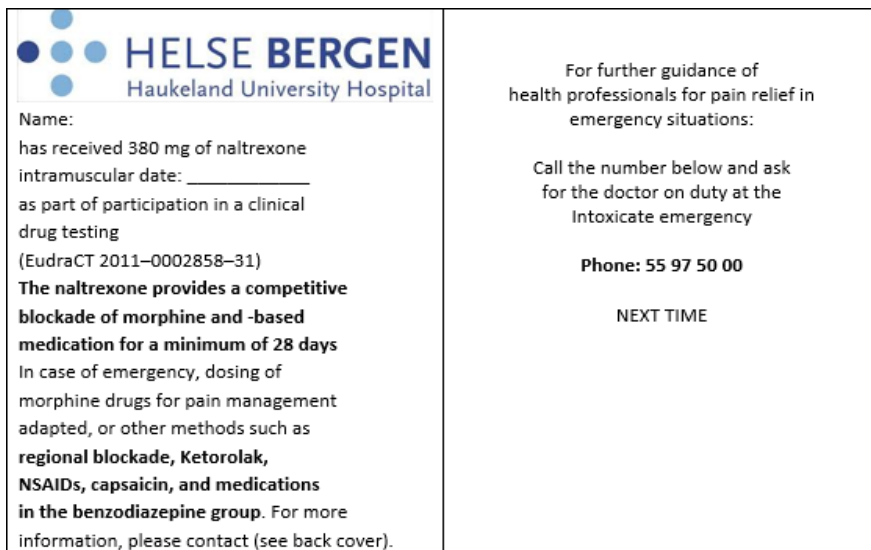 HELSE BERGEN
Haukeland University Hospital
Name:
has received 380 mg of naltrexone
intramuscular date: ____________
as part of participation in a clinical
drug testing
(EudraCT 2011–0002858–31)
The naltrexone provides a competitive
blockade of morphine and -based
medication for a minimum of 28 days
In case of emergency, dosing of
morphine drugs for pain management
adapted, or other methods such as
regional blockade, Ketorolak,
NSAIDs, capsaicin, and medications
in the benzodiazepine group. For more
information, please contact (see back cover).
For further guidance of
health professionals for pain relief in
emergency situations:
Call the number below and ask
for the doctor on duty at the
Intoxicate emergency
Phone: 55 97 50 00
NEXT TIME